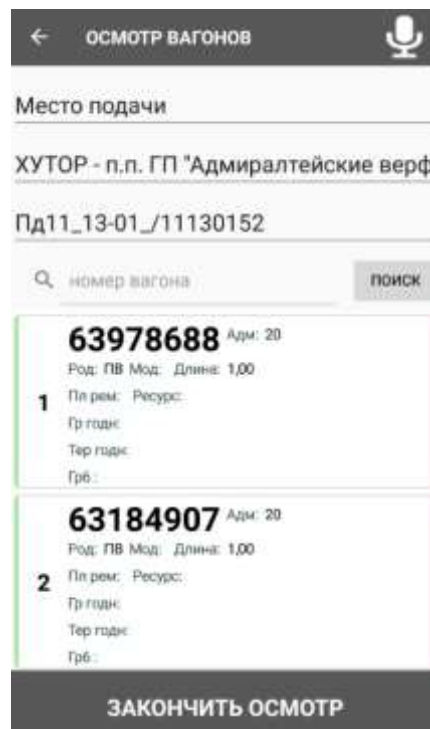 ОСМОТР ВАГОНОВ
Место подачи
ХУТОР - п.п. ГП "Адмиралтейские верф
Пд11_13-01_/11130152
номер вагона
ПОИСК
63978688 Адм: 20
Род: ПВ Мод: Длина: 1,00
1
Пл рем: Ресурс:
Гр годн:
Тер годн:
Грб :
63184907 Адм: 20
Род: ПВ Мод: Длина: 1,00
2
Пл рем: Ресурс:
Гр годн:
Тер годн:
Грб :
ЗАКОНЧИТЬ ОСМОТР